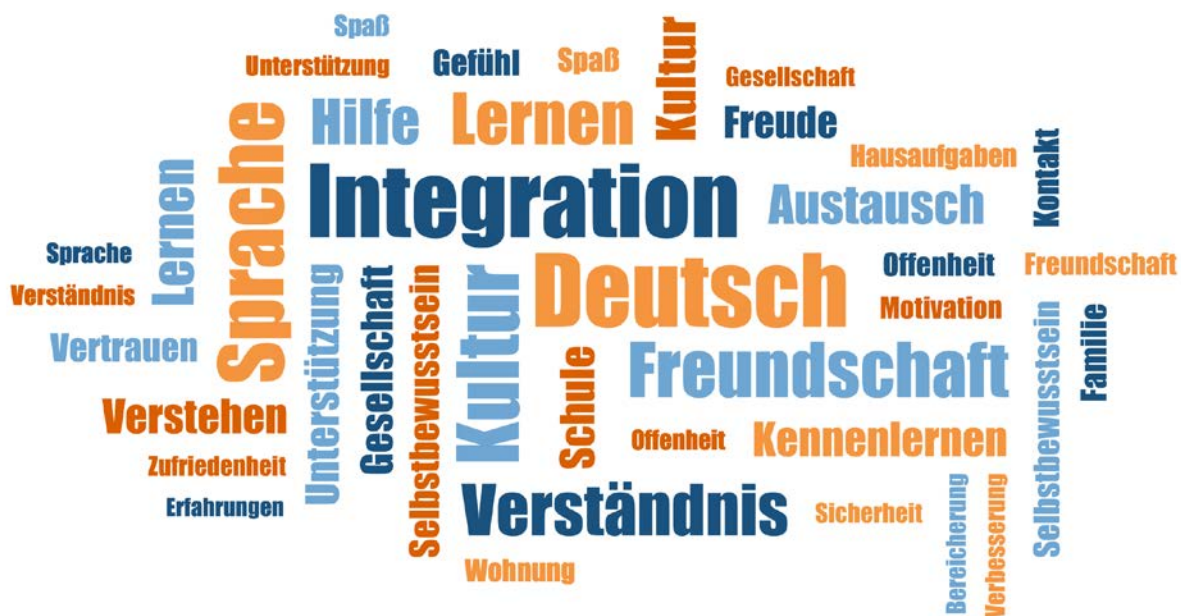 Spaß
Unterstützung
Gefühl
Spaß
Kultur
Gesellschaft
Hilfe
Lernen
Freude
Hausaufgaben
Kontakt
Sprache
Lernen
Integration
Austausch
Sprache
Verständnis
Vertrauen
Deutsch
Offenheit
Freundschaft
Motivation
Unterstützung
Gesellschaft
Selbstbewusstsein
Kultur
Schule
Freundschaft
Selbstbewusstsein
Familie
Verstehen
Offenheit
Kennenlernen
Zufriedenheit
Erfahrungen
Verständnis
Sicherheit
Bereicherung
Verbesserung
Wohnung